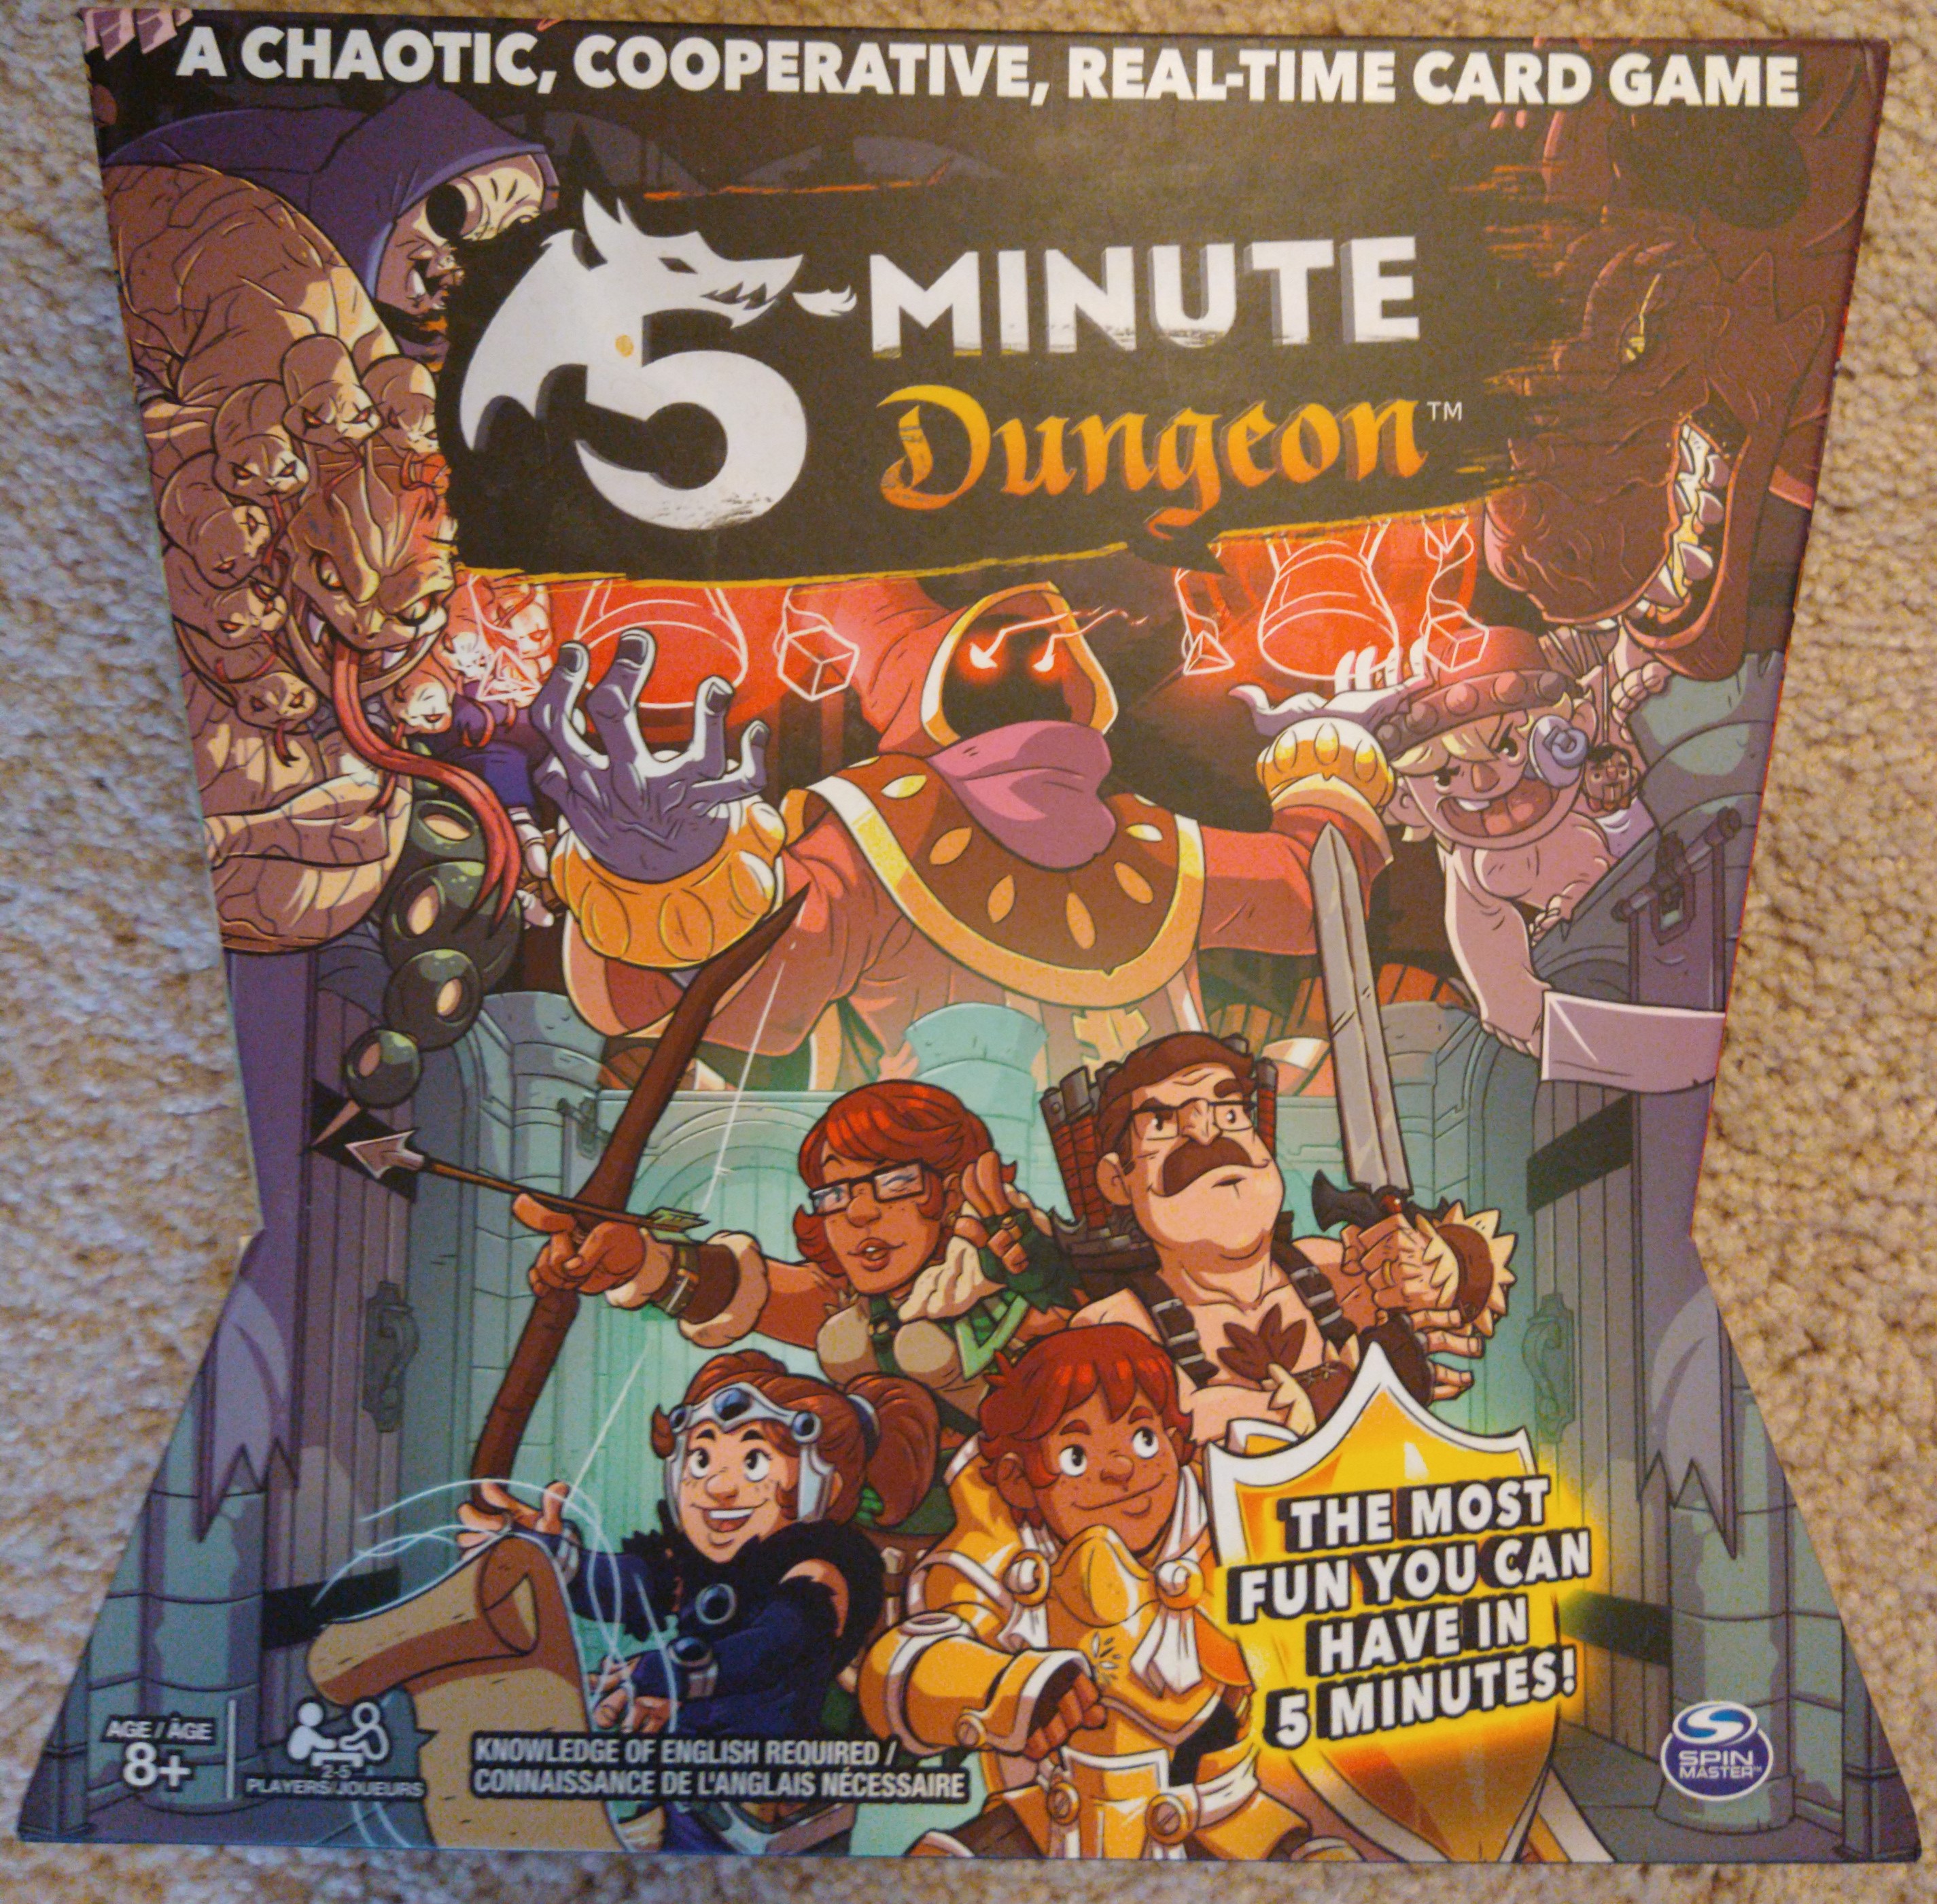 A CHAOTIC, COOPERATIVE, REAL-TIME CARD GAME
5-MINUTE
Dungeon™
THE MOST
FUN YOU CAN
HAVE IN
5 MINUTES!
AGE / ÂGE
8+
2-5
PLAYERS/JOUEURS
KNOWLEDGE OF ENGLISH REQUIRED /
CONNAISSANCE DE L'ANGLAIS NÉCESSAIRE
SPIN
MASTER™